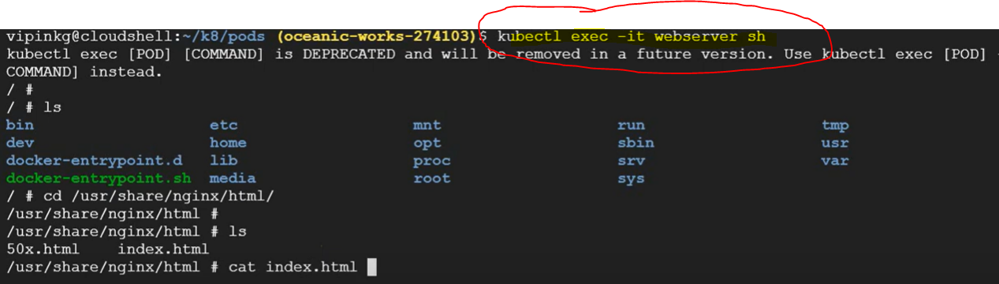 vipinkg@cloudshell:~/k8/pods (oceanic-works-274103)$ kubectl exec -it webserver sh
kubectl exec [POD] [COMMAND] is DEPRECATED and will be removed in a future version. Use kubectl exec [POD] -
COMMAND] instead.
/ #
/ # ls
bin etc mnt run tmp
dev home opt sbin usr
docker-entrypoint.d lib proc srv var
docker-entrypoint.sh media root sys
/ # cd /usr/share/nginx/html/
/usr/share/nginx/html #
/usr/share/nginx/html # ls
50x.html index.html
/usr/share/nginx/html # cat index.html